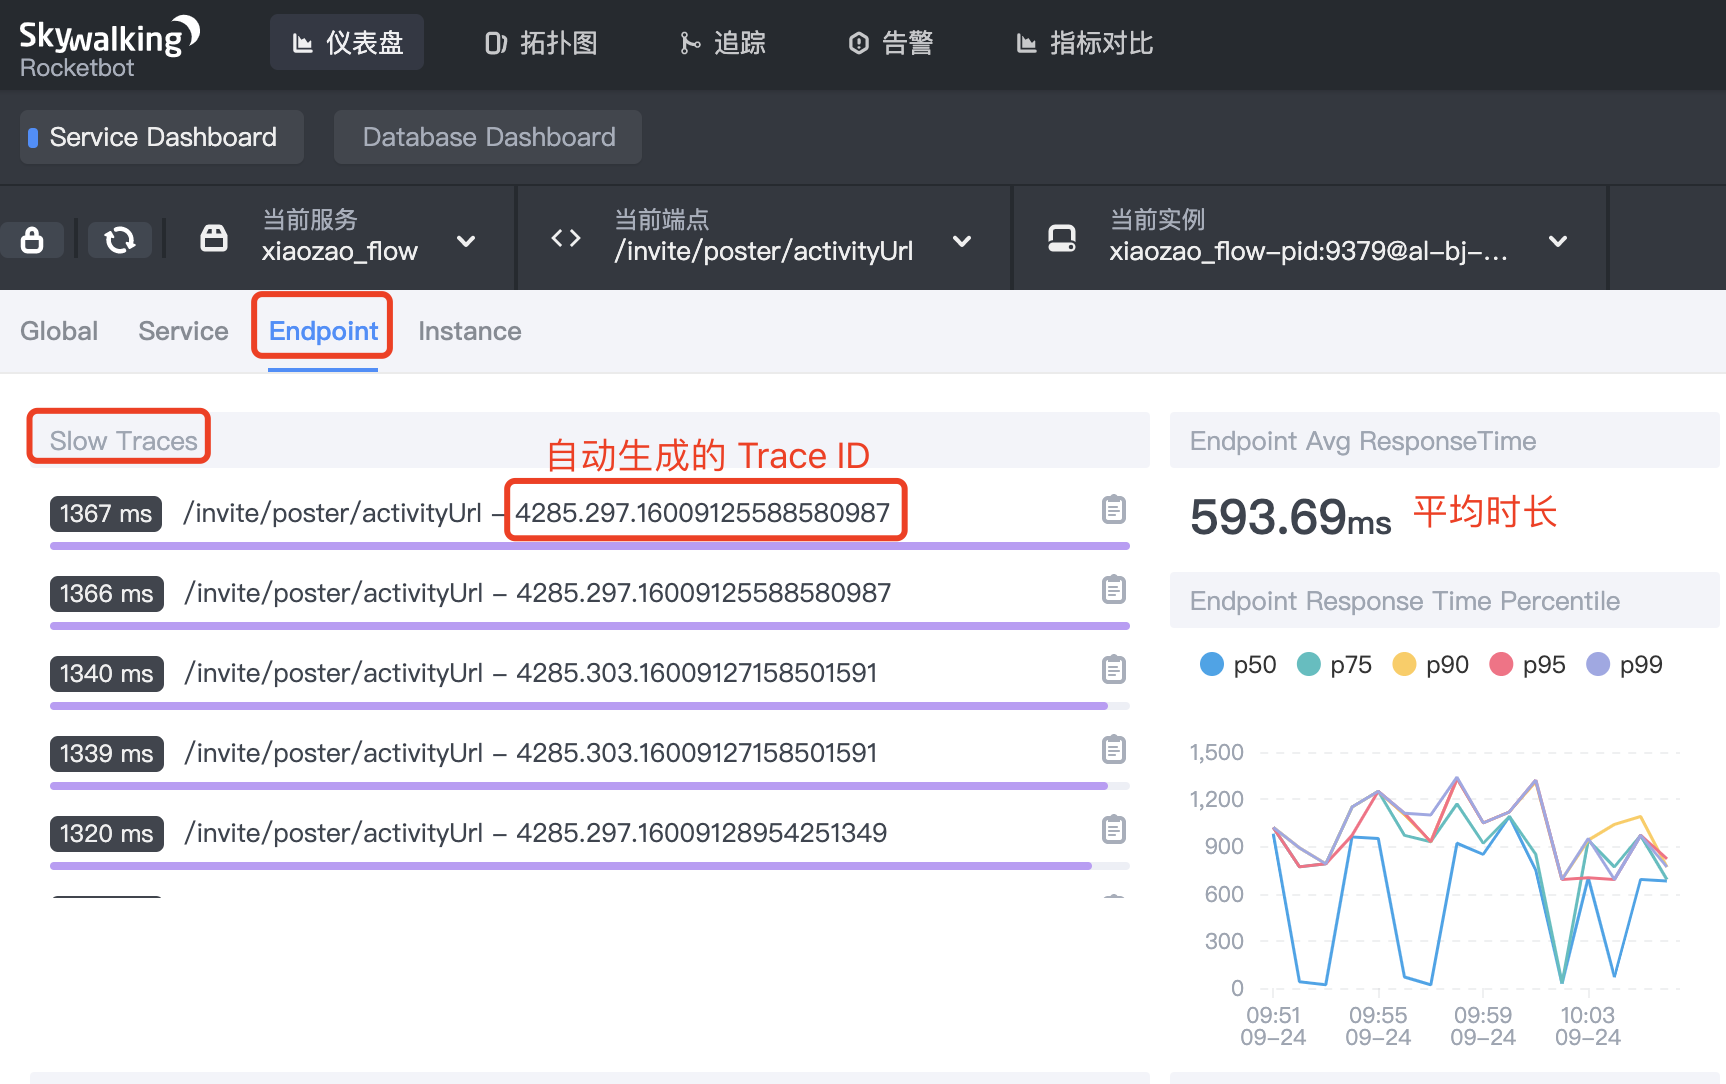 Skywalking
Rocketbot
仪表盘
拓扑图
追踪
告警
指标对比
Service Dashboard
Database Dashboard
当前服务
xiaozao_flow
当前端点
/invite/poster/activityUrl
当前实例
xiaozao_flow-pid:9379@al-bj-...
Global
Service
Endpoint
Instance
Slow Traces
自动生成的 Trace ID
1367 ms /invite/poster/activityUrl - 4285.297.16009125588580987
1366 ms /invite/poster/activityUrl - 4285.297.16009125588580987
1340 ms /invite/poster/activityUrl - 4285.303.16009127158501591
1339 ms /invite/poster/activityUrl - 4285.303.16009127158501591
1320 ms /invite/poster/activityUrl - 4285.297.16009128954251349
Endpoint Avg ResponseTime
593.69ms 平均时长
Endpoint Response Time Percentile
p50 p75 p90 p95 p99
1,500
1,200
900
600
300
0
09:51 09:55 09:59 10:03
09-24 09-24 09-24 09-24